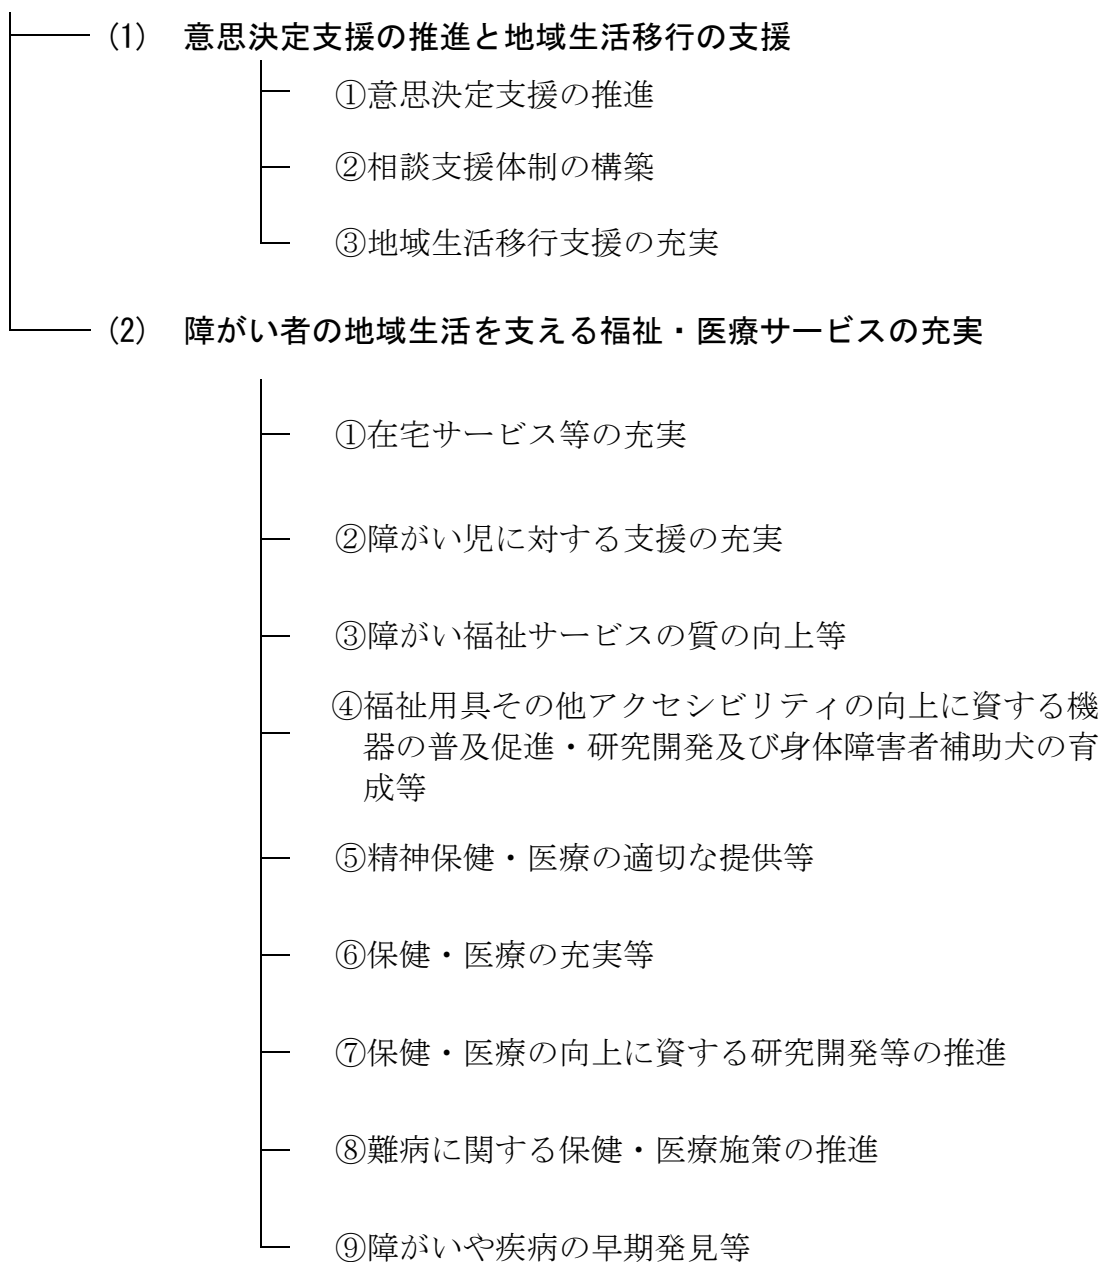 (1) 意思決定支援の推進と地域生活移行の支援
①意思決定支援の推進
②相談支援体制の構築
③地域生活移行支援の充実
(2) 障がい者の地域生活を支える福祉・医療サービスの充実
①在宅サービス等の充実
②障がい児に対する支援の充実
③障がい福祉サービスの質の向上等
④福祉用具その他アクセシビリティの向上に資する機
器の普及促進・研究開発及び身体障害者補助犬の育
成等
⑤精神保健・医療の適切な提供等
⑥保健・医療の充実等
⑦保健・医療の向上に資する研究開発等の推進
⑧難病に関する保健・医療施策の推進
⑨障がいや疾病の早期発見等